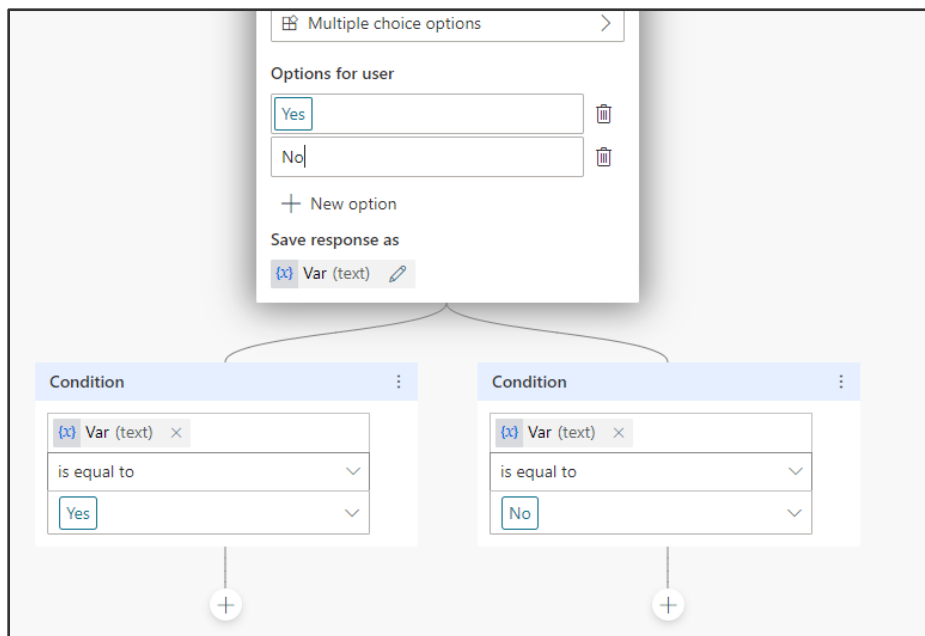 Multiple choice options
Options for user
Yes
No
New option
Save response as
{x} Var (text)
Condition
{x} Var (text)
is equal to
Yes
Condition
{x} Var (text)
is equal to
No